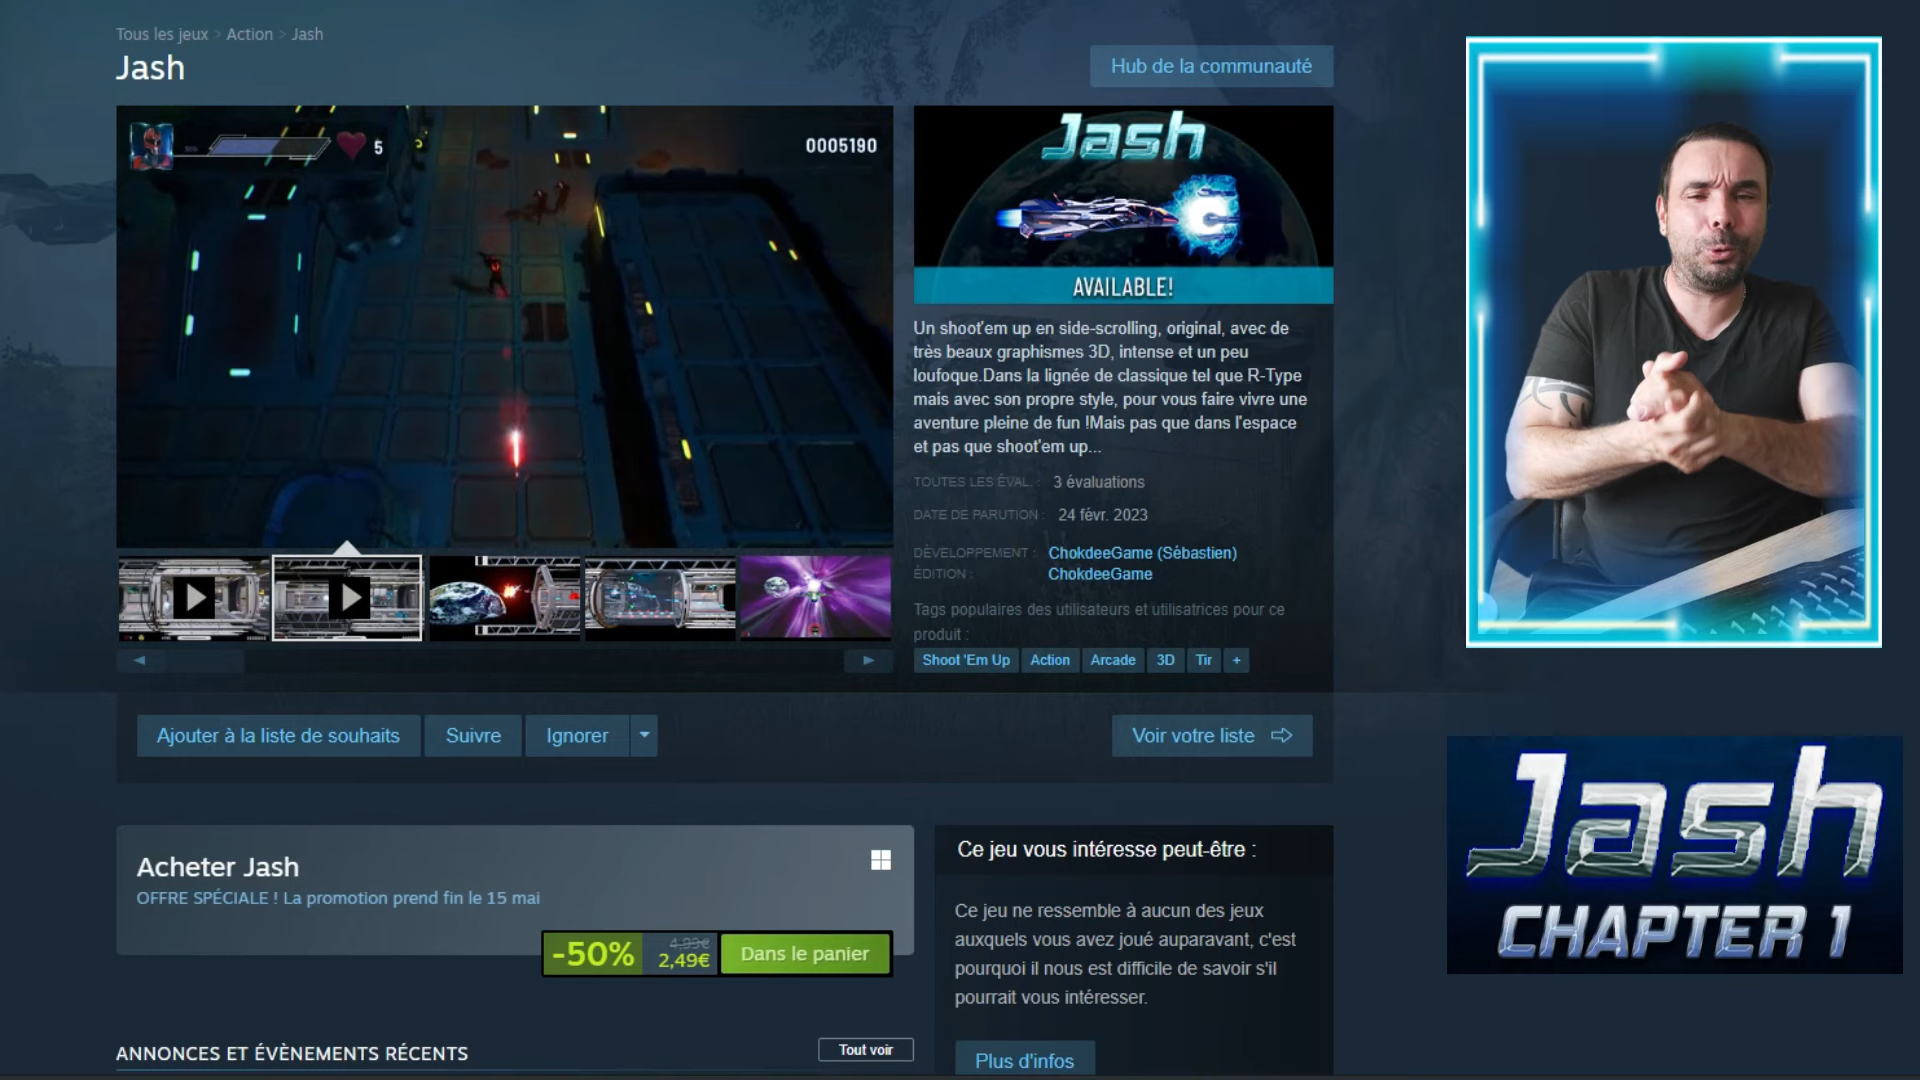 Tous les jeux > Action > Jash
Jash
Hub de la communauté
5
0005190
Jash
AVAILABLE!
Un shoot'em up en side-scrolling, original, avec de
très beaux graphismes 3D, intense et un peu
loufoque.Dans la lignée de classique tel que R-Type
mais avec son propre style, pour vous faire vivre une
aventure pleine de fun !Mais pas que dans l'espace
et pas que shoot'em up...
TOUTES LES ÉVAL. : 3 évaluations
DATE DE PARUTION : 24 févr. 2023
DÉVELOPPEMENT : ChokdeeGame (Sébastien)
ÉDITION : ChokdeeGame
Tags populaires des utilisateurs et utilisatrices pour ce
produit :
Shoot 'Em Up Action Arcade 3D Tir +
Ajouter à la liste de souhaits Suivre Ignorer
Voir votre liste
Acheter Jash
OFFRE SPÉCIALE ! La promotion prend fin le 15 mai
-50% 4,99€
2,49€
Dans le panier
Ce jeu vous intéresse peut-être :
Ce jeu ne ressemble à aucun des jeux
auxquels vous avez joué auparavant, c'est
pourquoi il nous est difficile de savoir s'il
pourrait vous intéresser.
Plus d'infos
ANNONCES ET ÉVÈNEMENTS RÉCENTS
Tout voir
Jash
CHAPTER 1